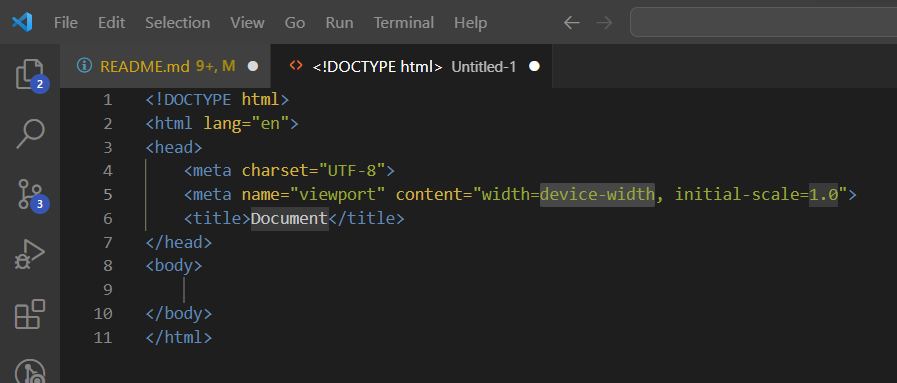 File Edit Selection View Go Run Terminal Help
README.md 9+, M <!DOCTYPE html> Untitled-1
2
3
1 <!DOCTYPE html>
2 <html lang="en">
3 <head>
4     <meta charset="UTF-8">
5     <meta name="viewport" content="width=device-width, initial-scale=1.0">
6     <title>Document</title>
7 </head>
8 <body>
9
10 </body>
11 </html>